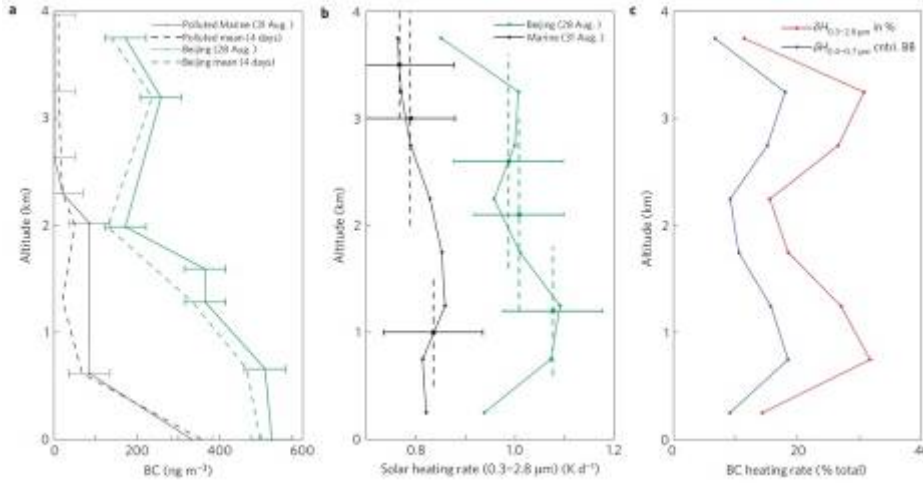 a
Polluted Marine (31 Aug.)
Polluted mean (4 days)
Beijing (28 Aug.)
Beijing mean (4 days)
4
3
2
1
0
Altitude (km)
0
200
400
600
BC (ng m⁻³)
b
Beijing (28 Aug.)
Marine (31 Aug.)
4
3
2
1
0
Altitude (km)
0.8
1.0
1.2
Solar heating rate (0.3–2.8 μm) (K d⁻¹)
c
in %
cntrl. BB
4
3
2
1
0
Altitude (km)
0
20
BC heating rate (% total)